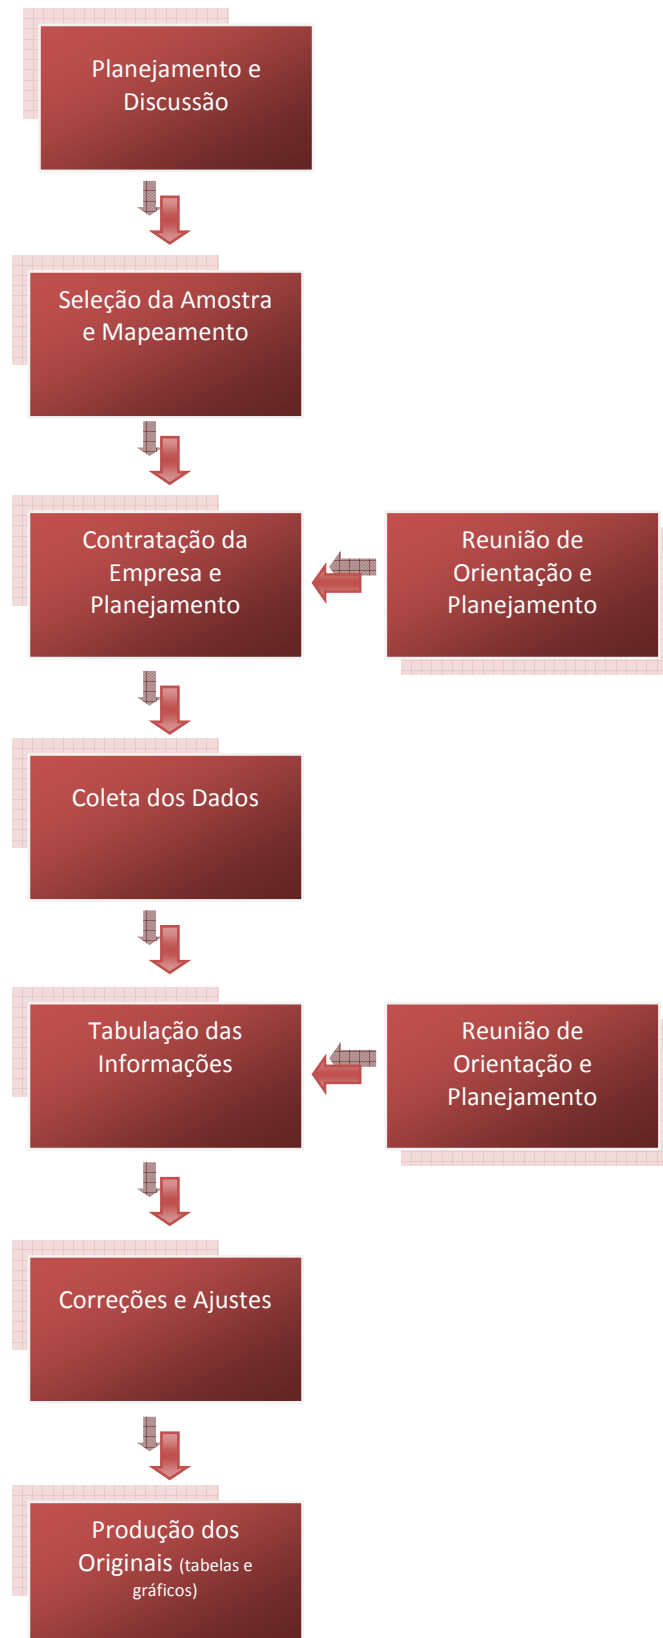 Planejamento e
Discussão
Seleção da Amostra
e Mapeamento
Contratação da
Empresa e
Planejamento
Reunião de
Orientação e
Planejamento
Coleta dos Dados
Tabulação das
Informações
Reunião de
Orientação e
Planejamento
Correções e Ajustes
Produção dos
Originais (tabelas e
gráficos)